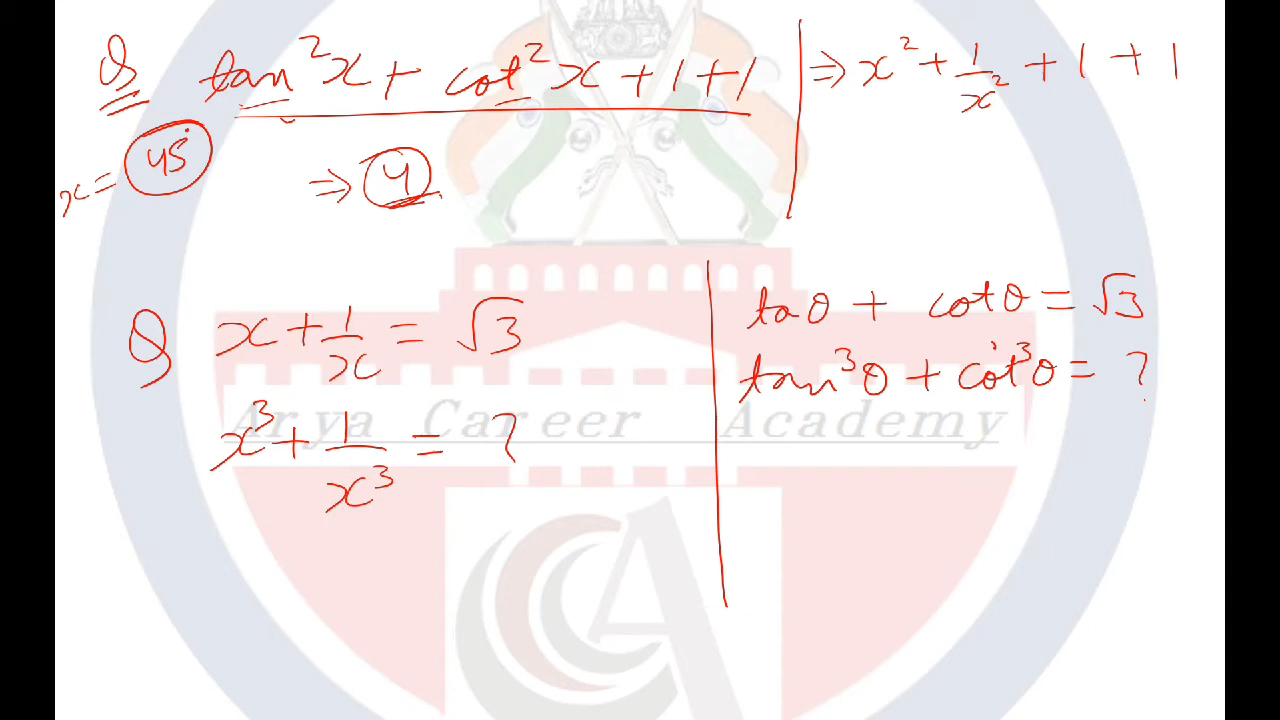 Q tan²x + cot²x + 1 + 1
x = 45°
⇒ 4
⇒ x² + 1/x² + 1 + 1
Q x + 1/x = √3
x³ + 1/x³ = ?
taθ + cotθ = √3
tan³θ + cot³θ = ?
Arya Career Academy